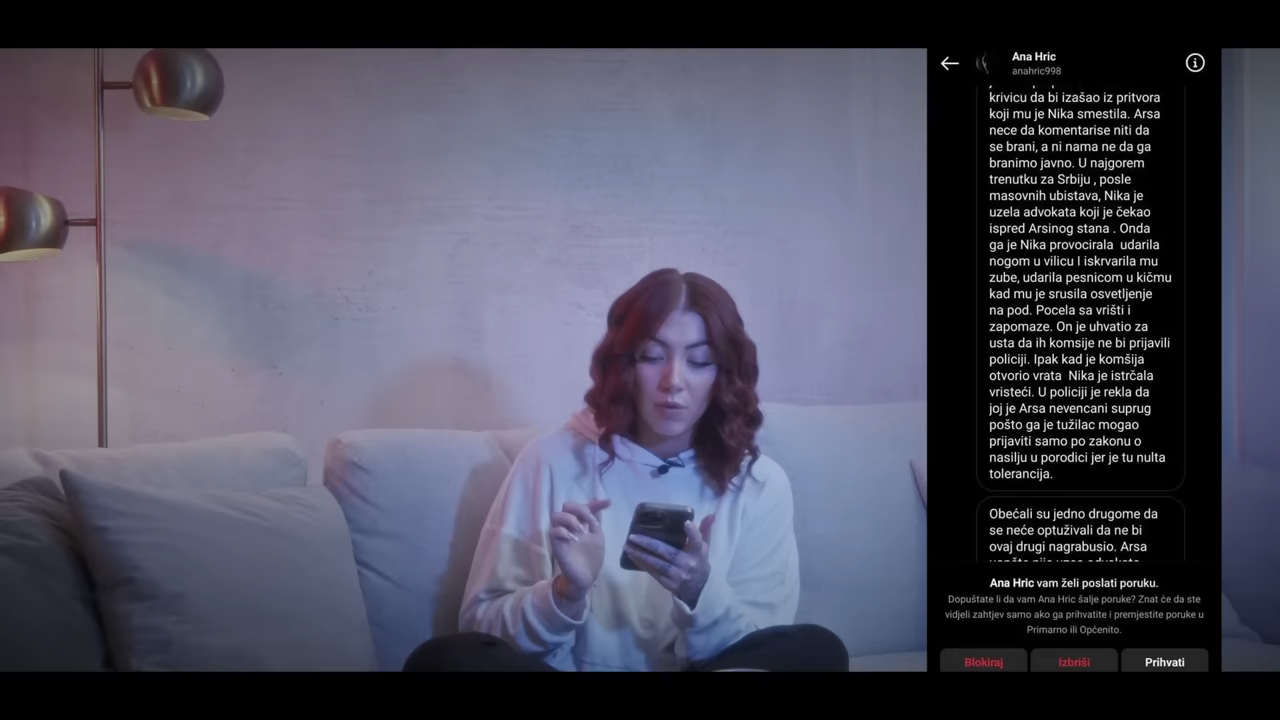 Ana Hric
anahric998
krivicu da bi izašao iz pritvora
koji mu je Nika smestila. Arsa
nece da komentarise niti da
se brani, a ni nama ne da ga
branimo javno. U najgorem
trenutku za Srbiju , posle
masovnih ubistava, Nika je
uzela advokata koji je čekao
ispred Arsinog stana . Onda
ga je Nika provocirala  udarila
nogom u vilicu I iskrvarila mu
zube, udarila pesnicom u kičmu
kad mu je srusila osvetljenje
na pod. Pocela sa vrišti i
zapomaze. On je uhvatio za
usta da ih komsije ne bi prijavili
policiji. Ipak kad je komšija
otvorio vrata  Nika je istrčala
vristeći. U policiji je rekla da
joj je Arsa nevencani suprug
pošto ga je tužilac mogao
prijaviti samo po zakonu o
nasilju u porodici jer je tu nulta
tolerancija.
Obećali su jedno drugome da
se neće optuživali da ne bi
ovaj drugi nagrabusio. Arsa
Ana Hric vam želi poslati poruku.
Dopuštate li da vam Ana Hric šalje poruke? Znat će da ste
vidjeli zahtjev samo ako ga prihvatite i premjestite poruke u
Primarno ili Općenito.
Blokiraj Izbriši Prihvati